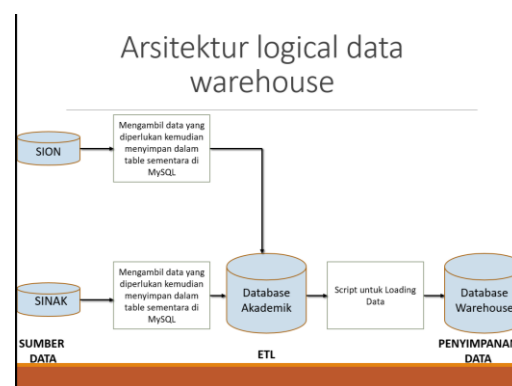 Arsitektur logical data
warehouse
SION
Mengambil data yang
diperlukan kemudian
menyimpan dalam
table sementara di
MySQL
SINAK
Mengambil data yang
diperlukan kemudian
menyimpan dalam
table sementara di
MySQL
Database
Akademik
Script untuk Loading
Data
Database
Warehouse
SUMBER
DATA
ETL
PENYIMPANAN
DATA